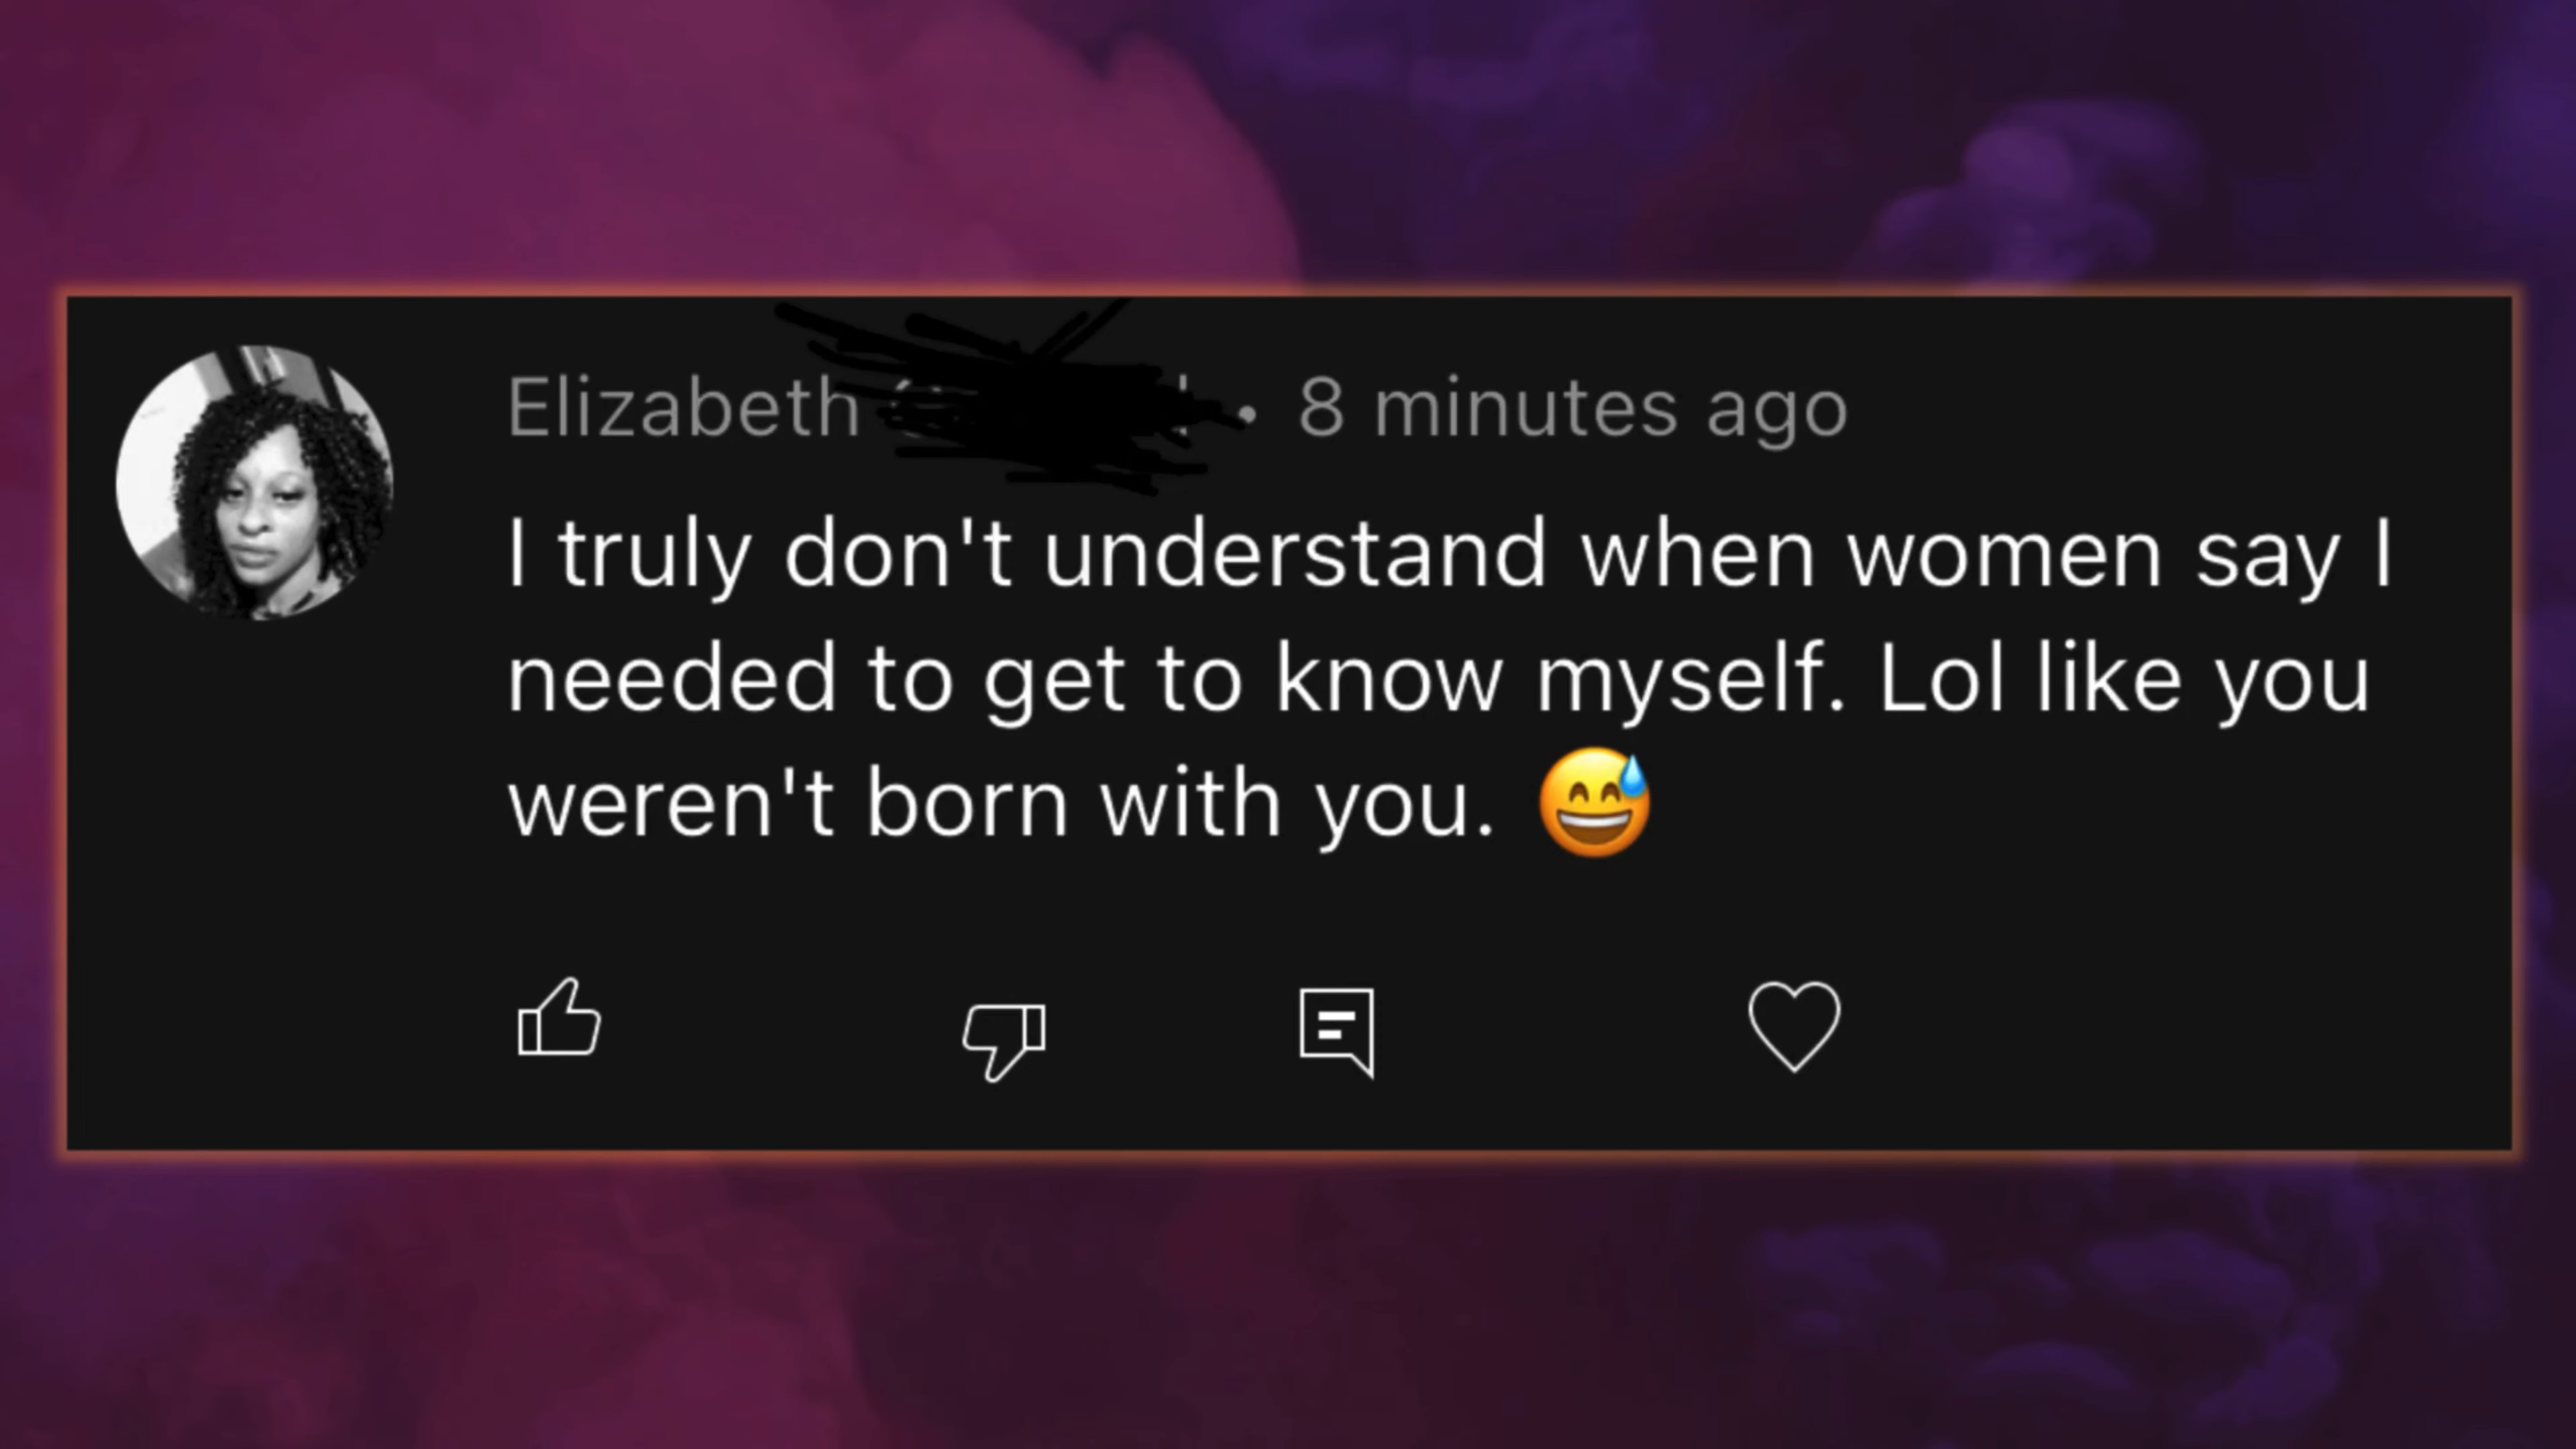 Elizabeth • 8 minutes ago
I truly don't understand when women say I
needed to get to know myself. Lol like you
weren't born with you. 😅